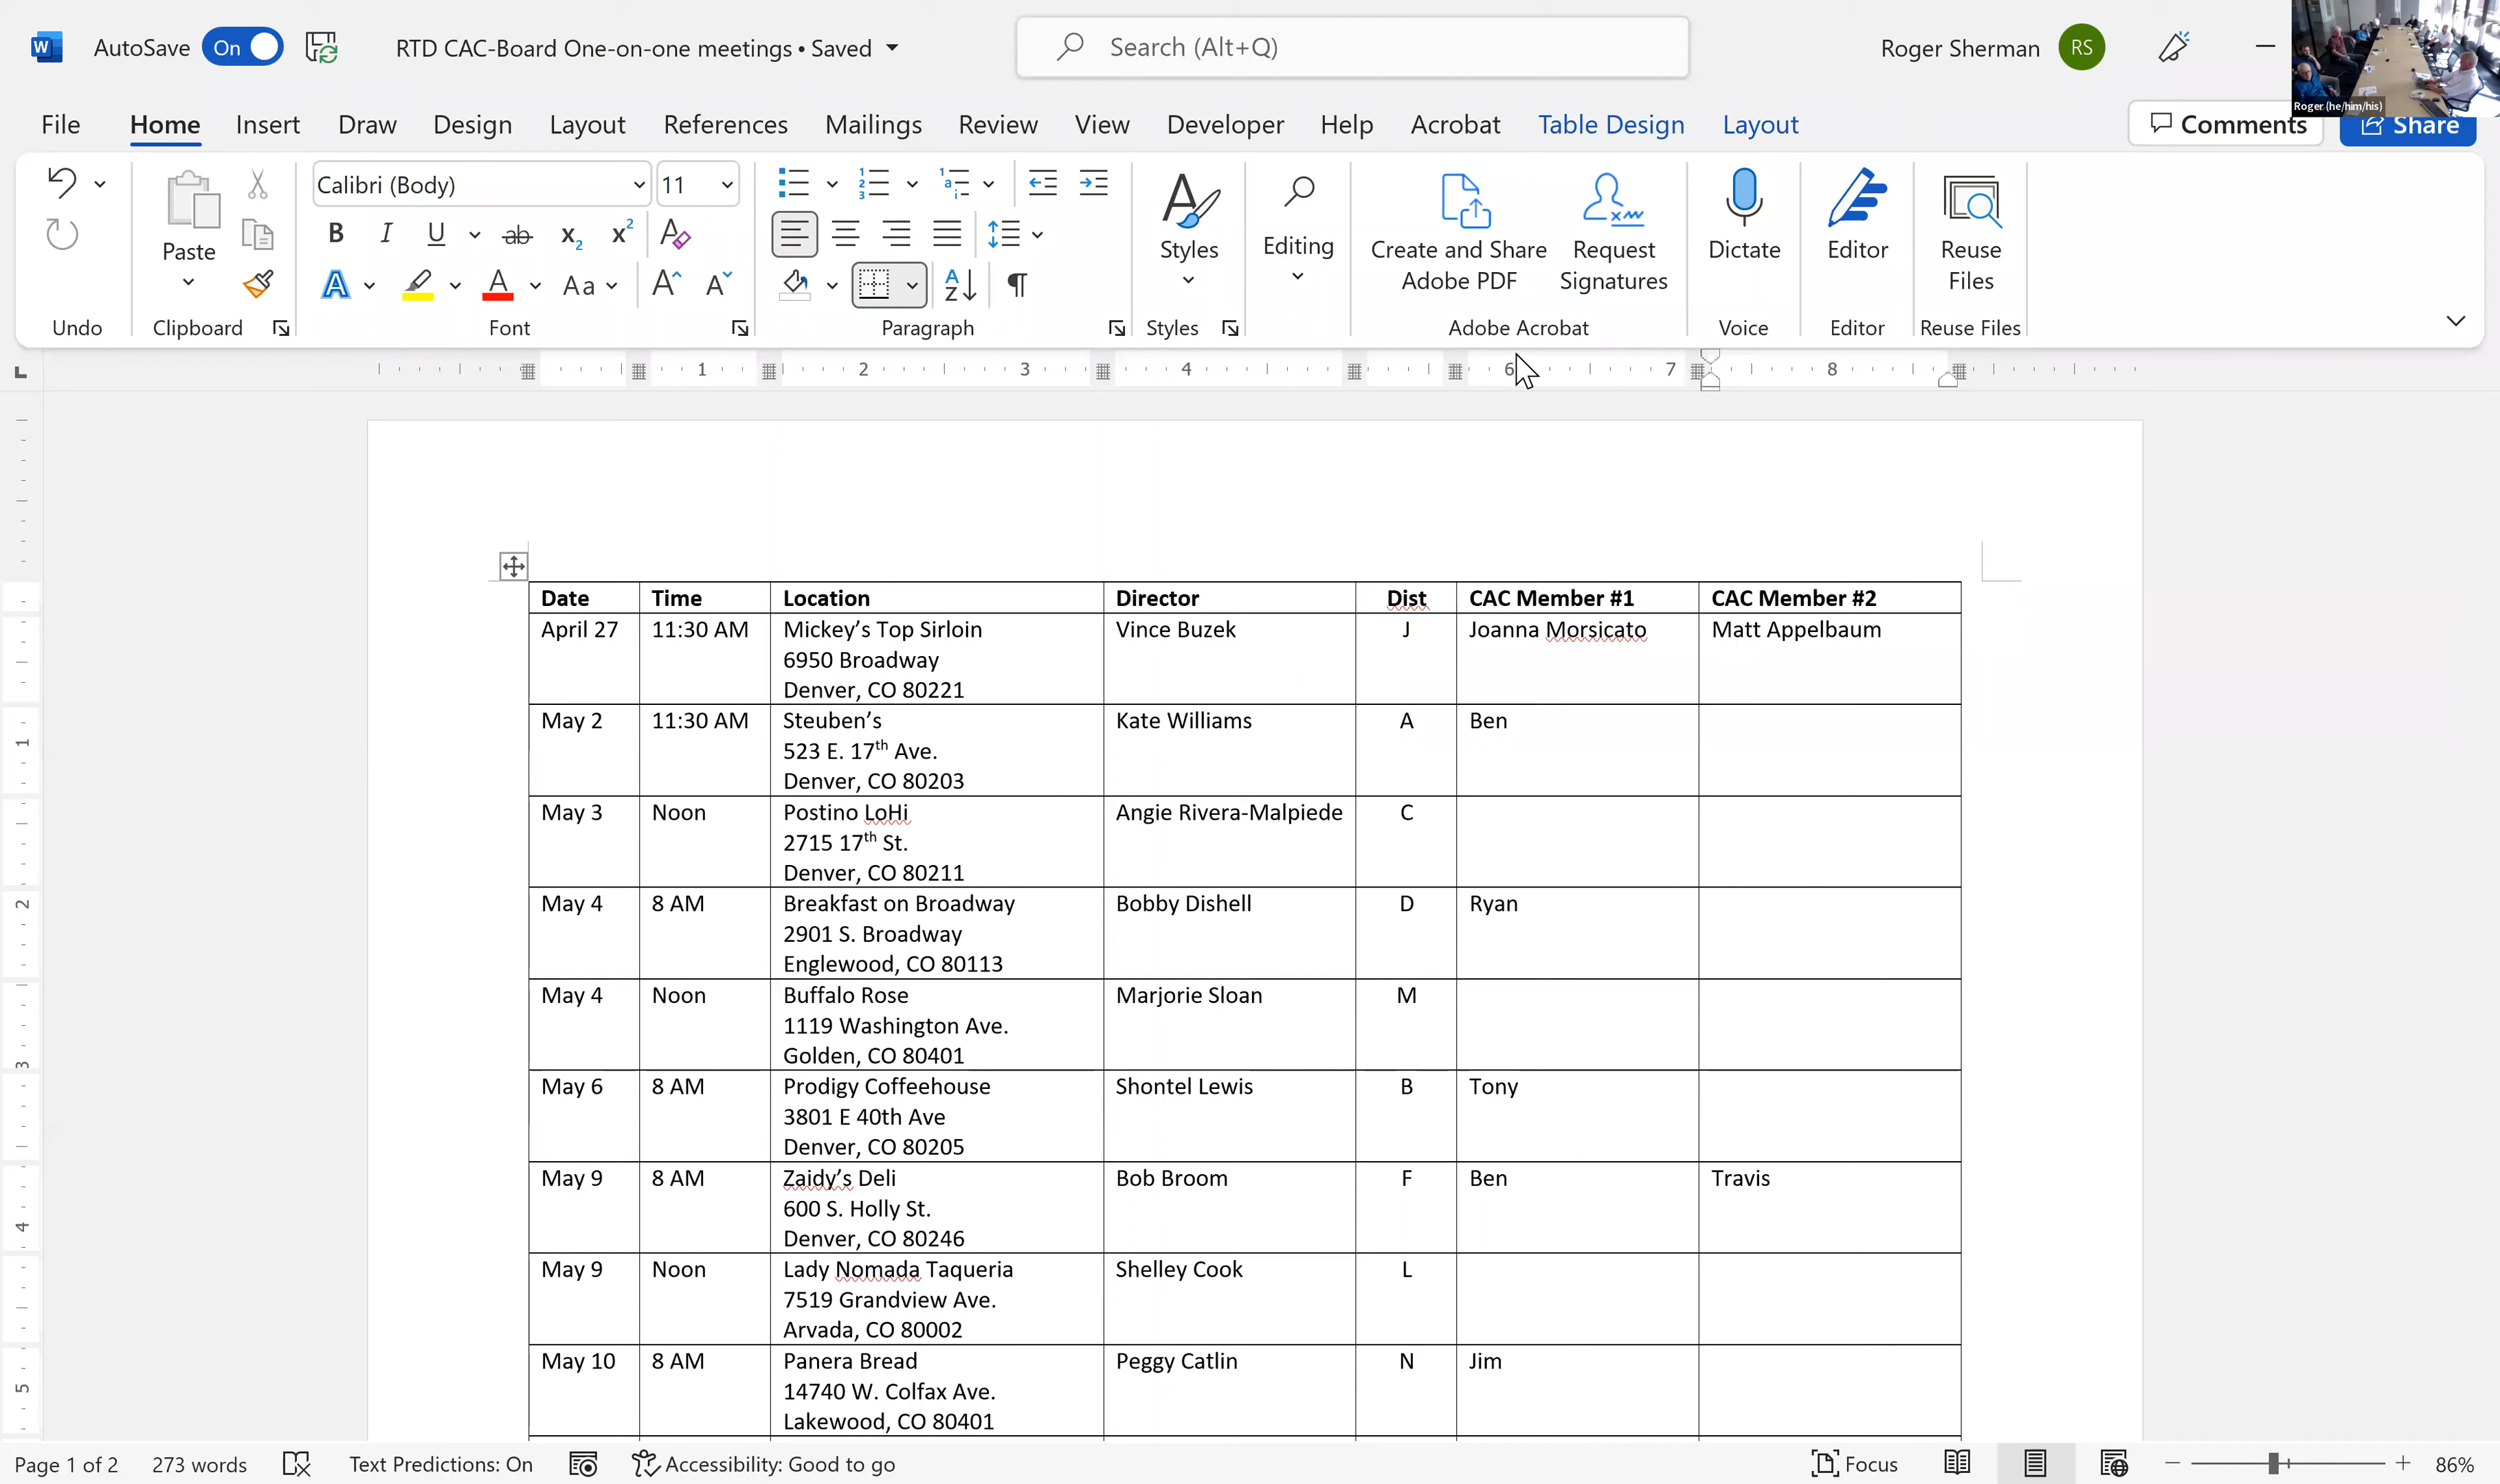 AutoSave On RTD CAC-Board One-on-one meetings • Saved Search (Alt+Q) Roger Sherman RS
Roger (he/him/his)
File Home Insert Draw Design Layout References Mailings Review View Developer Help Acrobat Table Design Layout Comments Share
Calibri (Body) 11
Paste
Styles Editing Create and Share Adobe PDF Request Signatures Dictate Editor Reuse Files
Undo Clipboard Font Paragraph Styles Adobe Acrobat Voice Editor Reuse Files
1 2 3 4 6 7 8
Date Time Location Director Dist CAC Member #1 CAC Member #2
April 27 11:30 AM Mickey’s Top Sirloin Vince Buzek J Joanna Morsicato Matt Appelbaum
6950 Broadway
Denver, CO 80221
May 2 11:30 AM Steuben’s Kate Williams A Ben
523 E. 17th Ave.
Denver, CO 80203
May 3 Noon Postino LoHi Angie Rivera-Malpiede C
2715 17th St.
Denver, CO 80211
May 4 8 AM Breakfast on Broadway Bobby Dishell D Ryan
2901 S. Broadway
Englewood, CO 80113
May 4 Noon Buffalo Rose Marjorie Sloan M
1119 Washington Ave.
Golden, CO 80401
May 6 8 AM Prodigy Coffeehouse Shontel Lewis B Tony
3801 E 40th Ave
Denver, CO 80205
May 9 8 AM Zaidy’s Deli Bob Broom F Ben Travis
600 S. Holly St.
Denver, CO 80246
May 9 Noon Lady Nomada Taqueria Shelley Cook L
7519 Grandview Ave.
Arvada, CO 80002
May 10 8 AM Panera Bread Peggy Catlin N Jim
14740 W. Colfax Ave.
Lakewood, CO 80401
Page 1 of 2 273 words Text Predictions: On Accessibility: Good to go Focus 86%